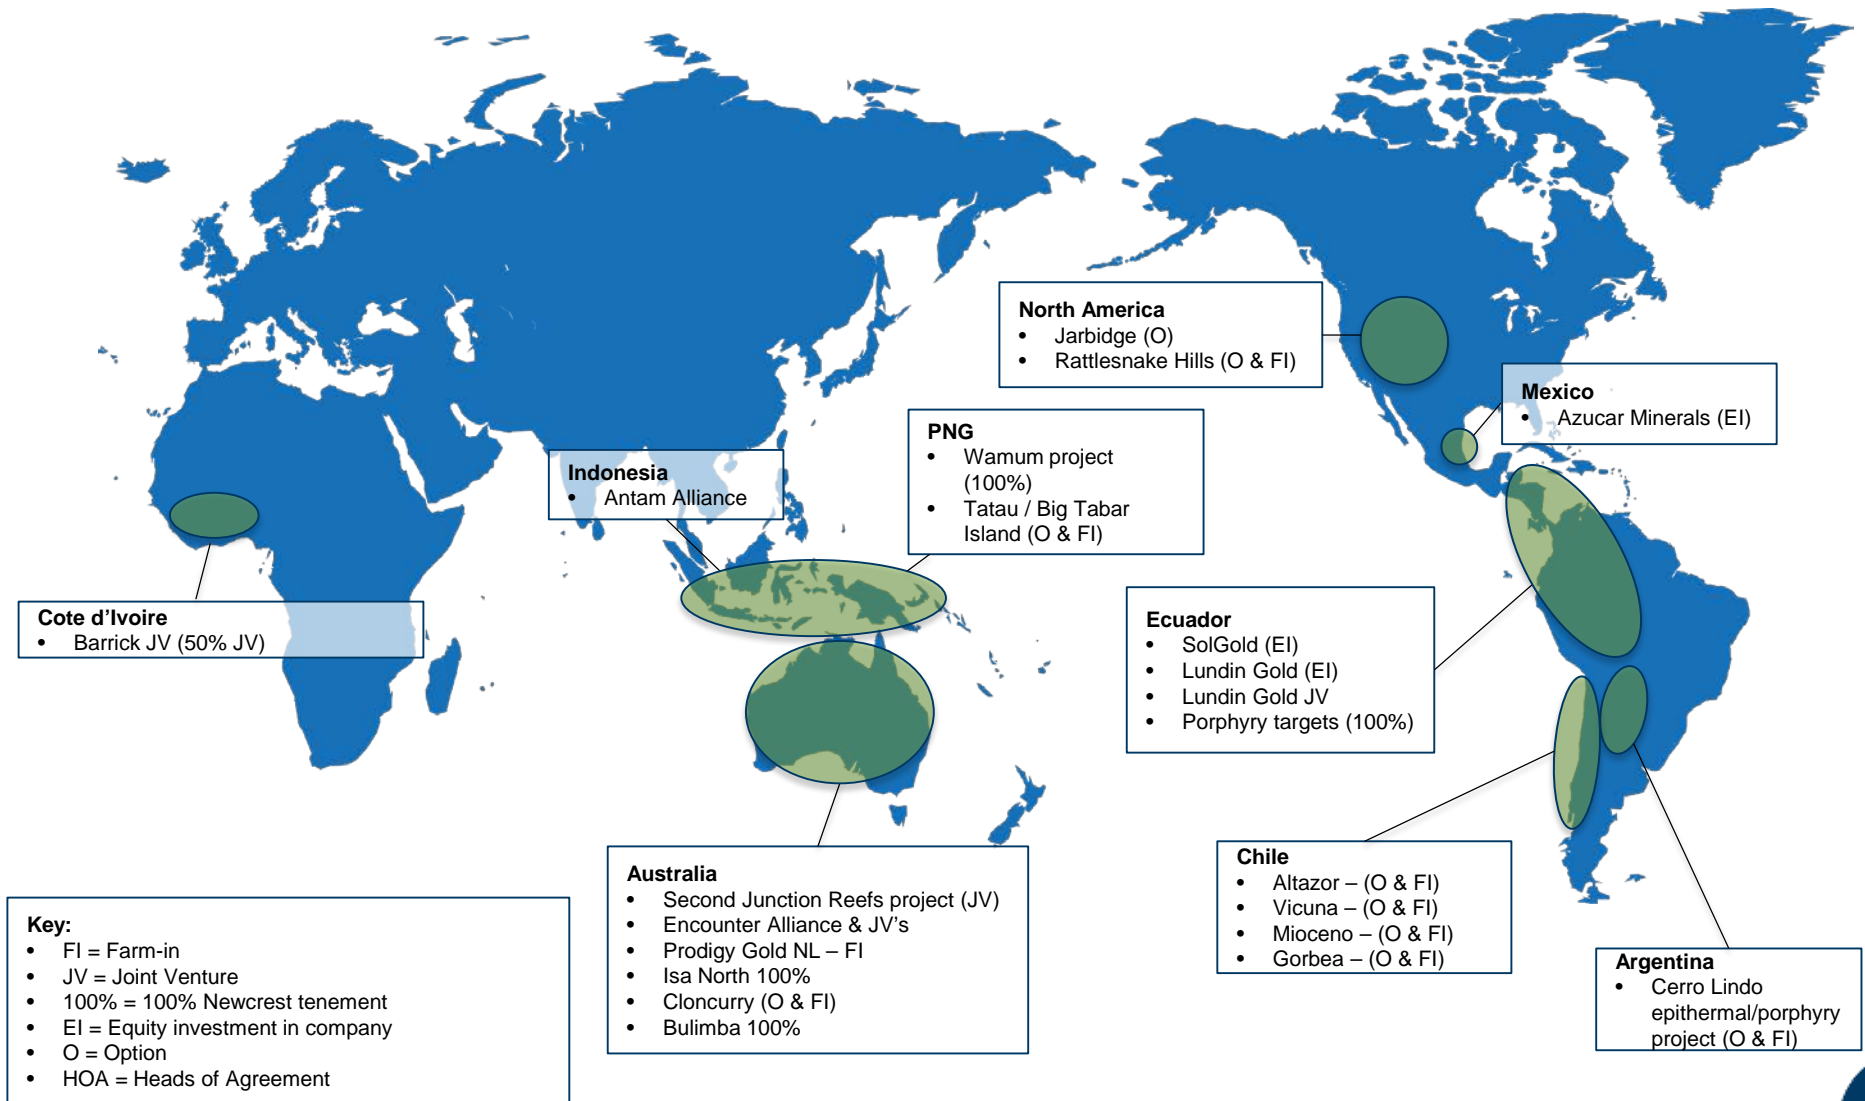 North America
• Jarbidge (O)
• Rattlesnake Hills (O & FI)
Mexico
• Azucar Minerals (EI)
PNG
• Wamum project
(100%)
• Tatau / Big Tabar
Island (O & FI)
Indonesia
• Antam Alliance
Cote d’Ivoire
• Barrick JV (50% JV)
Ecuador
• SolGold (EI)
• Lundin Gold (EI)
• Lundin Gold JV
• Porphyry targets (100%)
Australia
• Second Junction Reefs project (JV)
• Encounter Alliance & JV’s
• Prodigy Gold NL – FI
• Isa North 100%
• Cloncurry (O & FI)
• Bulimba 100%
Chile
• Altazor – (O & FI)
• Vicuna – (O & FI)
• Mioceno – (O & FI)
• Gorbea – (O & FI)
Argentina
• Cerro Lindo
epithermal/porphyry
project (O & FI)
Key:
• FI = Farm-in
• JV = Joint Venture
• 100% = 100% Newcrest tenement
• EI = Equity investment in company
• O = Option
• HOA = Heads of Agreement